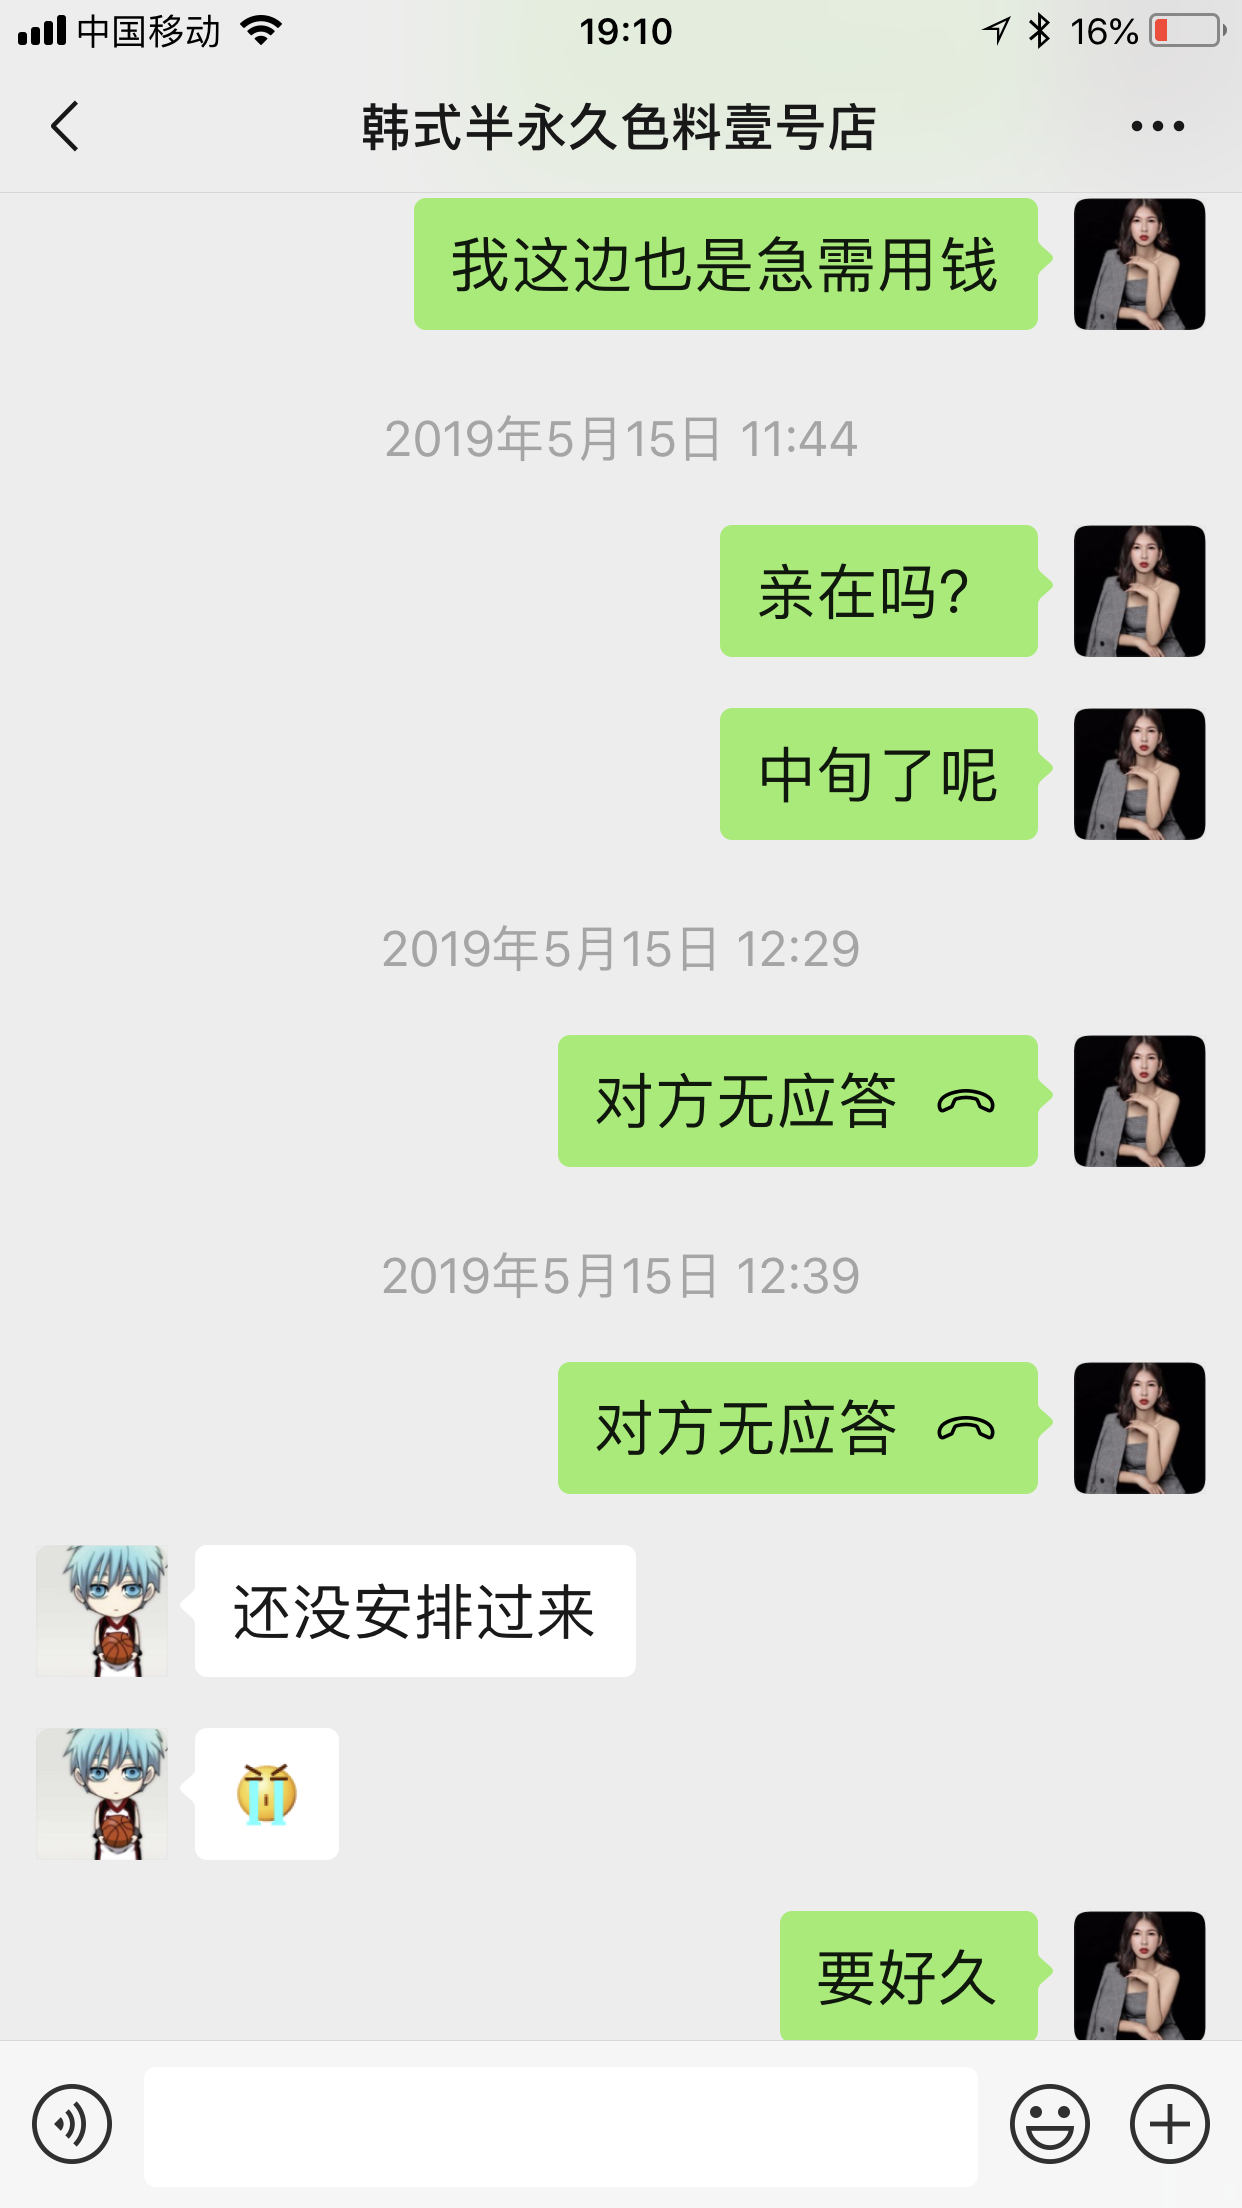 中国移动
19:10
16%
韩式半永久色料壹号店
我这边也是急需用钱
2019年5月15日 11:44
亲在吗?
中旬了呢
2019年5月15日 12:29
对方无应答
2019年5月15日 12:39
对方无应答
还没安排过来
要好久